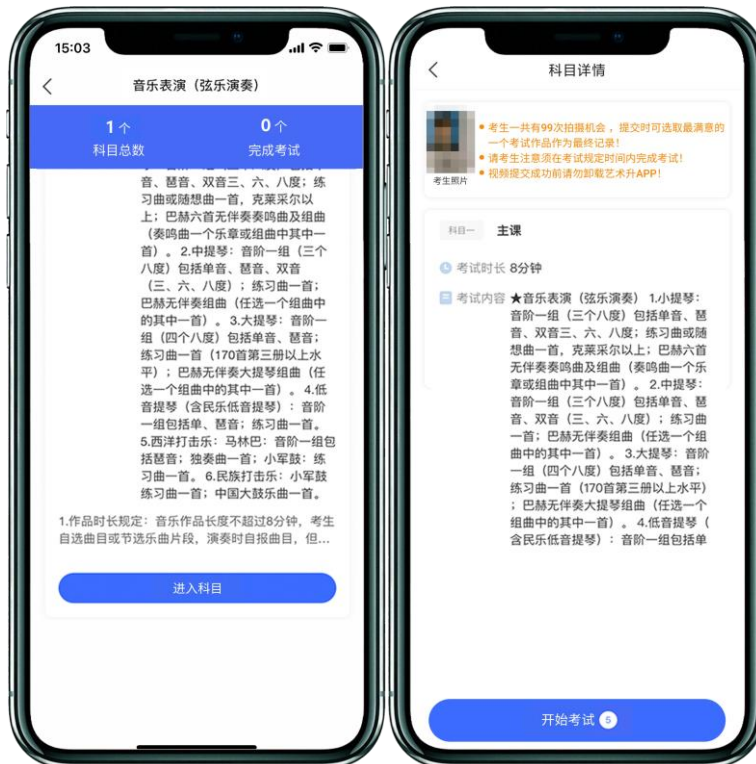 15:03
音乐表演（弦乐演奏）
1个
0个
科目总数
完成考试
音、琶音、双音三、六、八度；练
习曲或随想曲一首，克莱采尔以
上；巴赫六首无伴奏奏鸣曲及组曲
（奏鸣曲一个乐章或组曲中其中一
首）。2.中提琴：音阶一组（三个
八度）包括单音、琶音、双音
（三、六、八度）；练习曲一首；
巴赫无伴奏组曲（任选一个组曲中
的其中一首）。3.大提琴：音阶一
组（四个八度）包括单音、琶音；
练习曲一首（170首第三册以上水
平）；巴赫无伴奏大提琴组曲（任
选一个组曲中的其中一首）。4.低
音提琴（含民乐低音提琴）：音阶
一组包括单、琶音；练习曲一首。
5.西洋打击乐：马林巴：音阶一组包
括琶音；独奏曲一首；小军鼓：练
习曲一首。6.民族打击乐：小军鼓
练习曲一首；中国大鼓乐曲一首。
1.作品时长规定：音乐作品长度不超过8分钟，考生
自选曲目或节选乐曲片段，演奏时自报曲目，但...
进入科目
科目详情
考生一共有99次拍摄机会，提交时可选取最满意的
一个考试作品作为最终记录！
请考生注意须在考试规定时间内完成考试！
视频提交成功前请勿卸载艺术升APP！
考生照片
科目一 主课
考试时长 8分钟
考试内容 ★音乐表演（弦乐演奏） 1.小提琴：
音阶一组（三个八度）包括单音、琶
音、双音三、六、八度；练习曲或随
想曲一首，克莱采尔以上；巴赫六首
无伴奏奏鸣曲及组曲（奏鸣曲一个乐
章或组曲中其中一首）。2.中提琴：
音阶一组（三个八度）包括单音、琶
音、双音（三、六、八度）；练习曲
一首；巴赫无伴奏组曲（任选一个组
曲中的其中一首）。3.大提琴：音阶
一组（四个八度）包括单音、琶音；
练习曲一首（170首第三册以上水平）
；巴赫无伴奏大提琴组曲（任选一个
组曲中的其中一首）。4.低音提琴（
含民乐低音提琴）：音阶一组包括单
开始考试 5